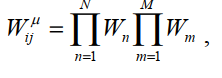 W_{ij}^{μ} = ∏_{n=1}^{N} W_n ∏_{m=1}^{M} W_m ,